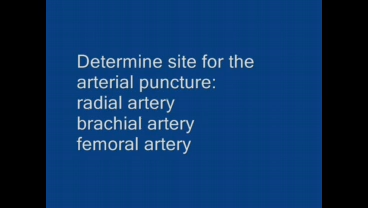 Determine site for the
arterial puncture:
radial artery
brachial artery
femoral artery